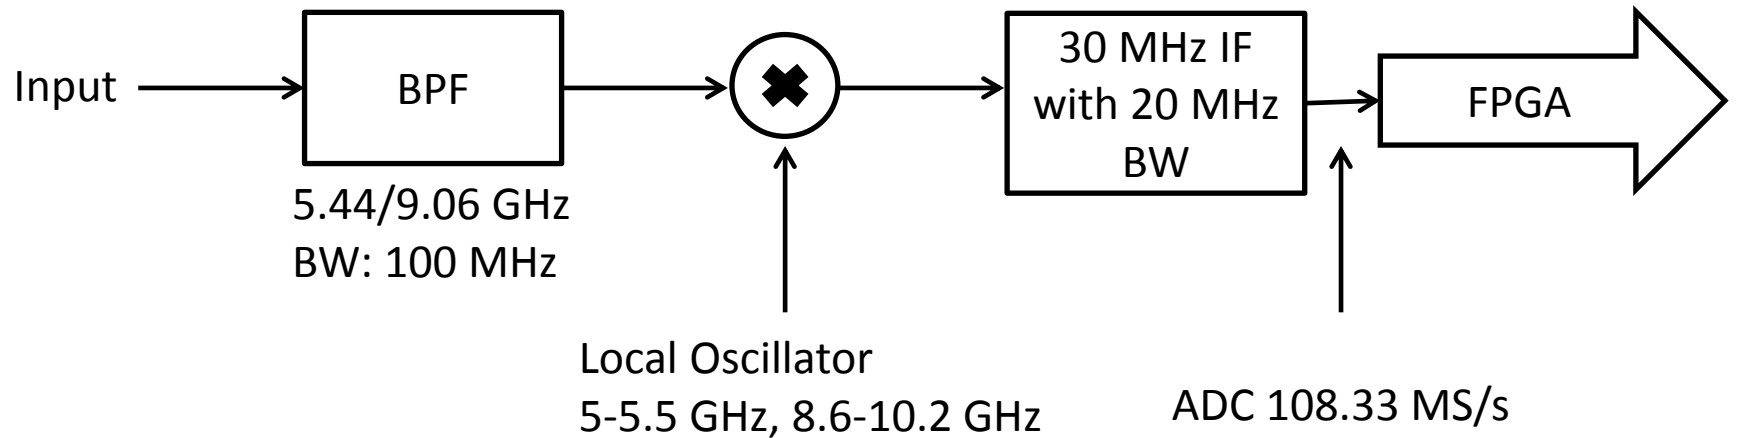 Input
BPF
5.44/9.06 GHz
BW: 100 MHz
Local Oscillator
5-5.5 GHz, 8.6-10.2 GHz
30 MHz IF
with 20 MHz
BW
ADC 108.33 MS/s
FPGA